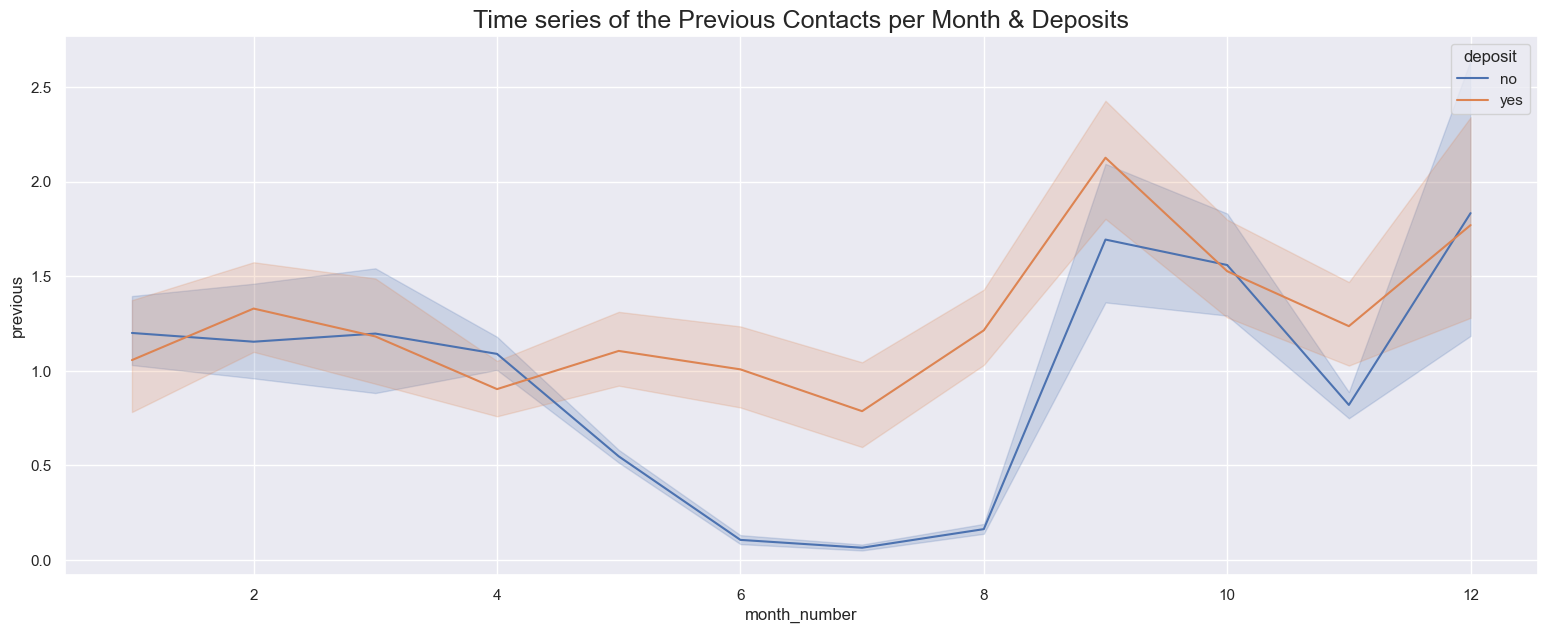 Time series of the Previous Contacts per Month & Deposits
deposit
no
yes
previous
2.5
2.0
1.5
1.0
0.5
0.0
2 4 6 8 10 12
month_number